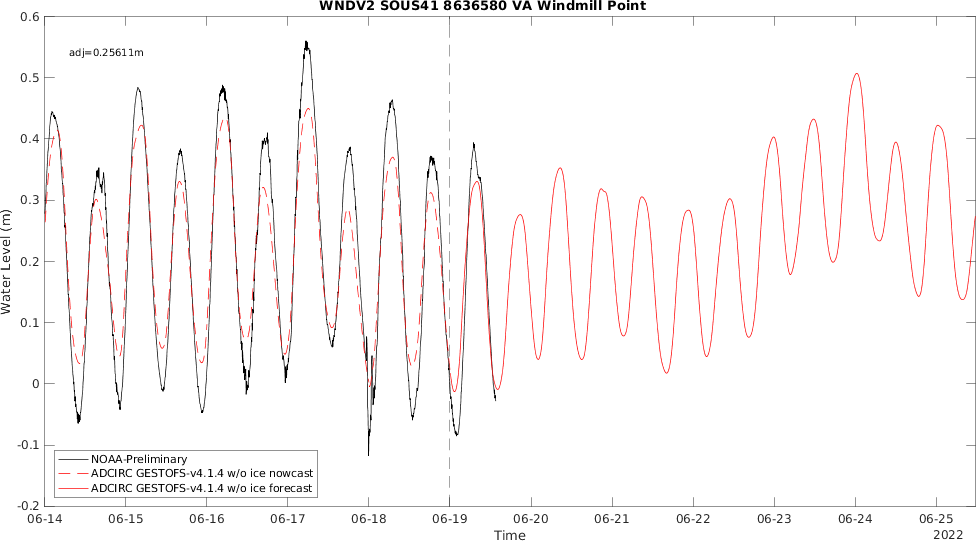 WNDV2 SOUS41 8636580 VA Windmill Point
adj=0.25611m
Water Level (m)
0.6
0.5
0.4
0.3
0.2
0.1
0
-0.1
-0.2
NOAA-Preliminary
ADCIRC GESTOFS-v4.1.4 w/o ice nowcast
ADCIRC GESTOFS-v4.1.4 w/o ice forecast
06-14 06-15 06-16 06-17 06-18 06-19 06-20 06-21 06-22 06-23 06-24 06-25
Time
2022